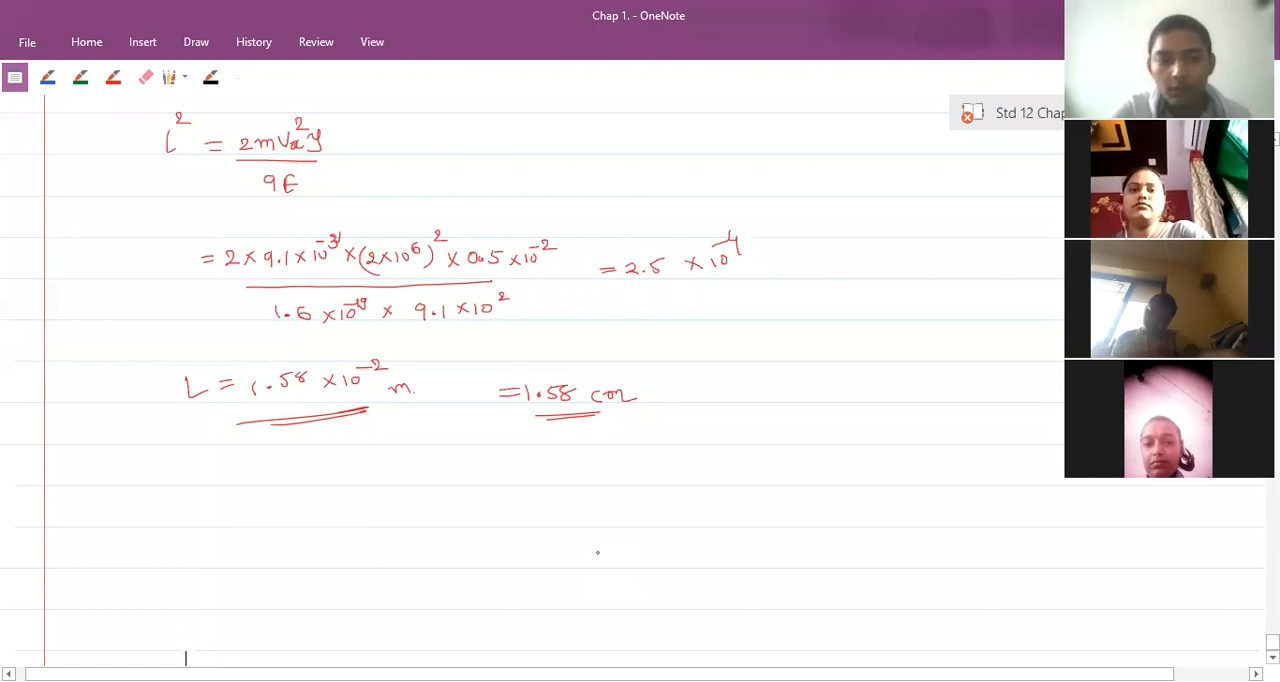 Chap 1. - OneNote
File Home Insert Draw History Review View
Std 12 Chap
l² = 2mVx²y / qE
= 2 × 9.1 × 10⁻³¹ × (2×10⁶)² × 0.5 × 10⁻² / 1.6 × 10⁻¹⁹ × 9.1 × 10² = 2.5 × 10⁻⁴
L = 1.58 × 10⁻² m. = 1.58 cm